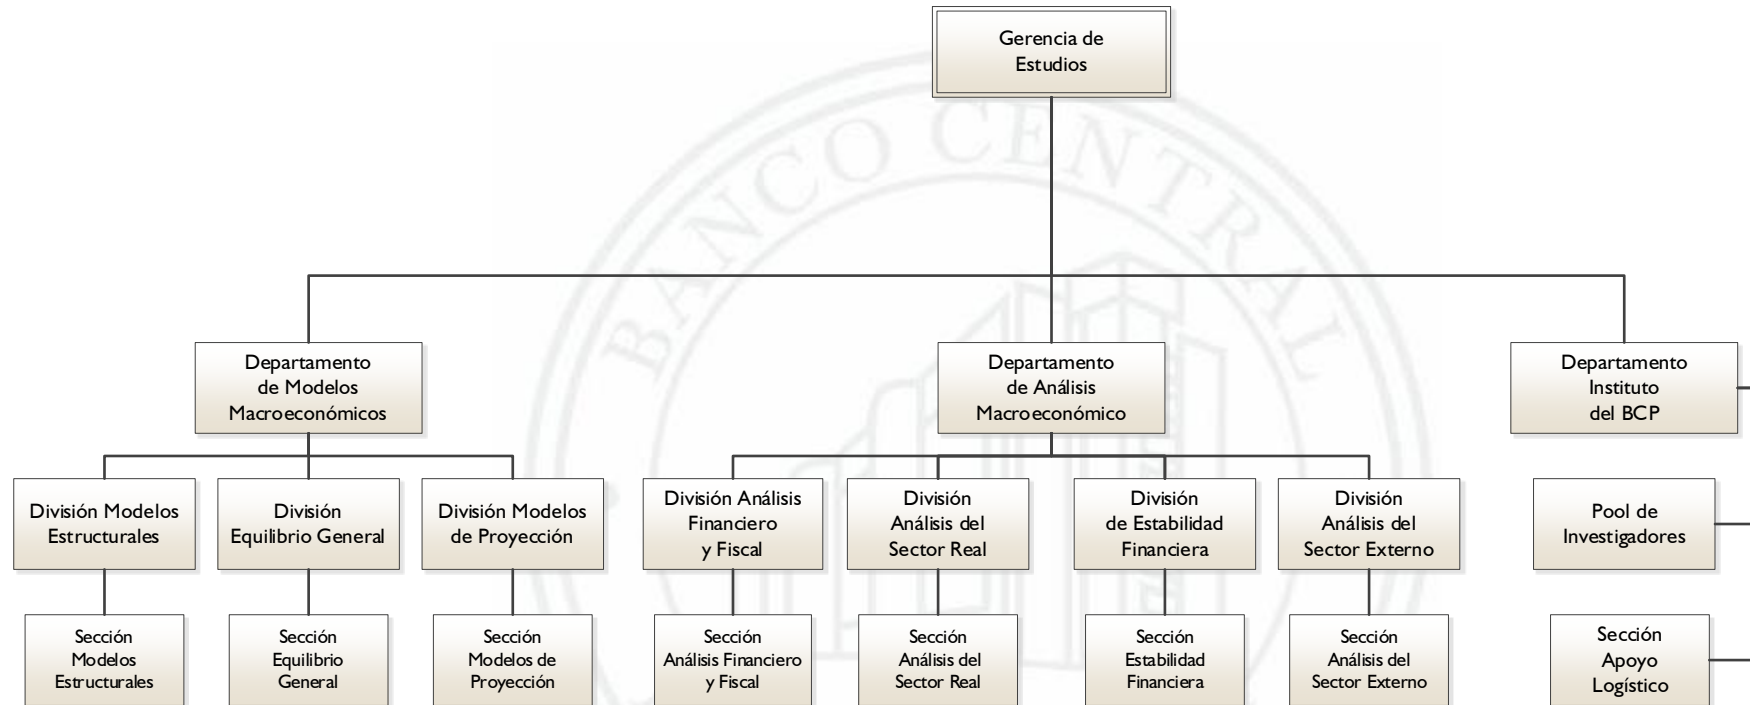 Gerencia de
Estudios
BANCO CENTRAL
Departamento
de Modelos
Macroeconómicos
Departamento
de Análisis
Macroeconómico
Departamento
Instituto
del BCP
División Modelos
Estructurales
División
Equilibrio General
División Modelos
de Proyección
División Análisis
Financiero
y Fiscal
División
Análisis del
Sector Real
División
de Estabilidad
Financiera
División
Análisis del
Sector Externo
Pool de
Investigadores
Sección
Modelos
Estructurales
Sección
Equilibrio
General
Sección
Modelos de
Proyección
Sección
Análisis Financiero
y Fiscal
Sección
Análisis del
Sector Real
Sección
Estabilidad
Financiera
Sección
Análisis del
Sector Externo
Sección
Apoyo
Logístico